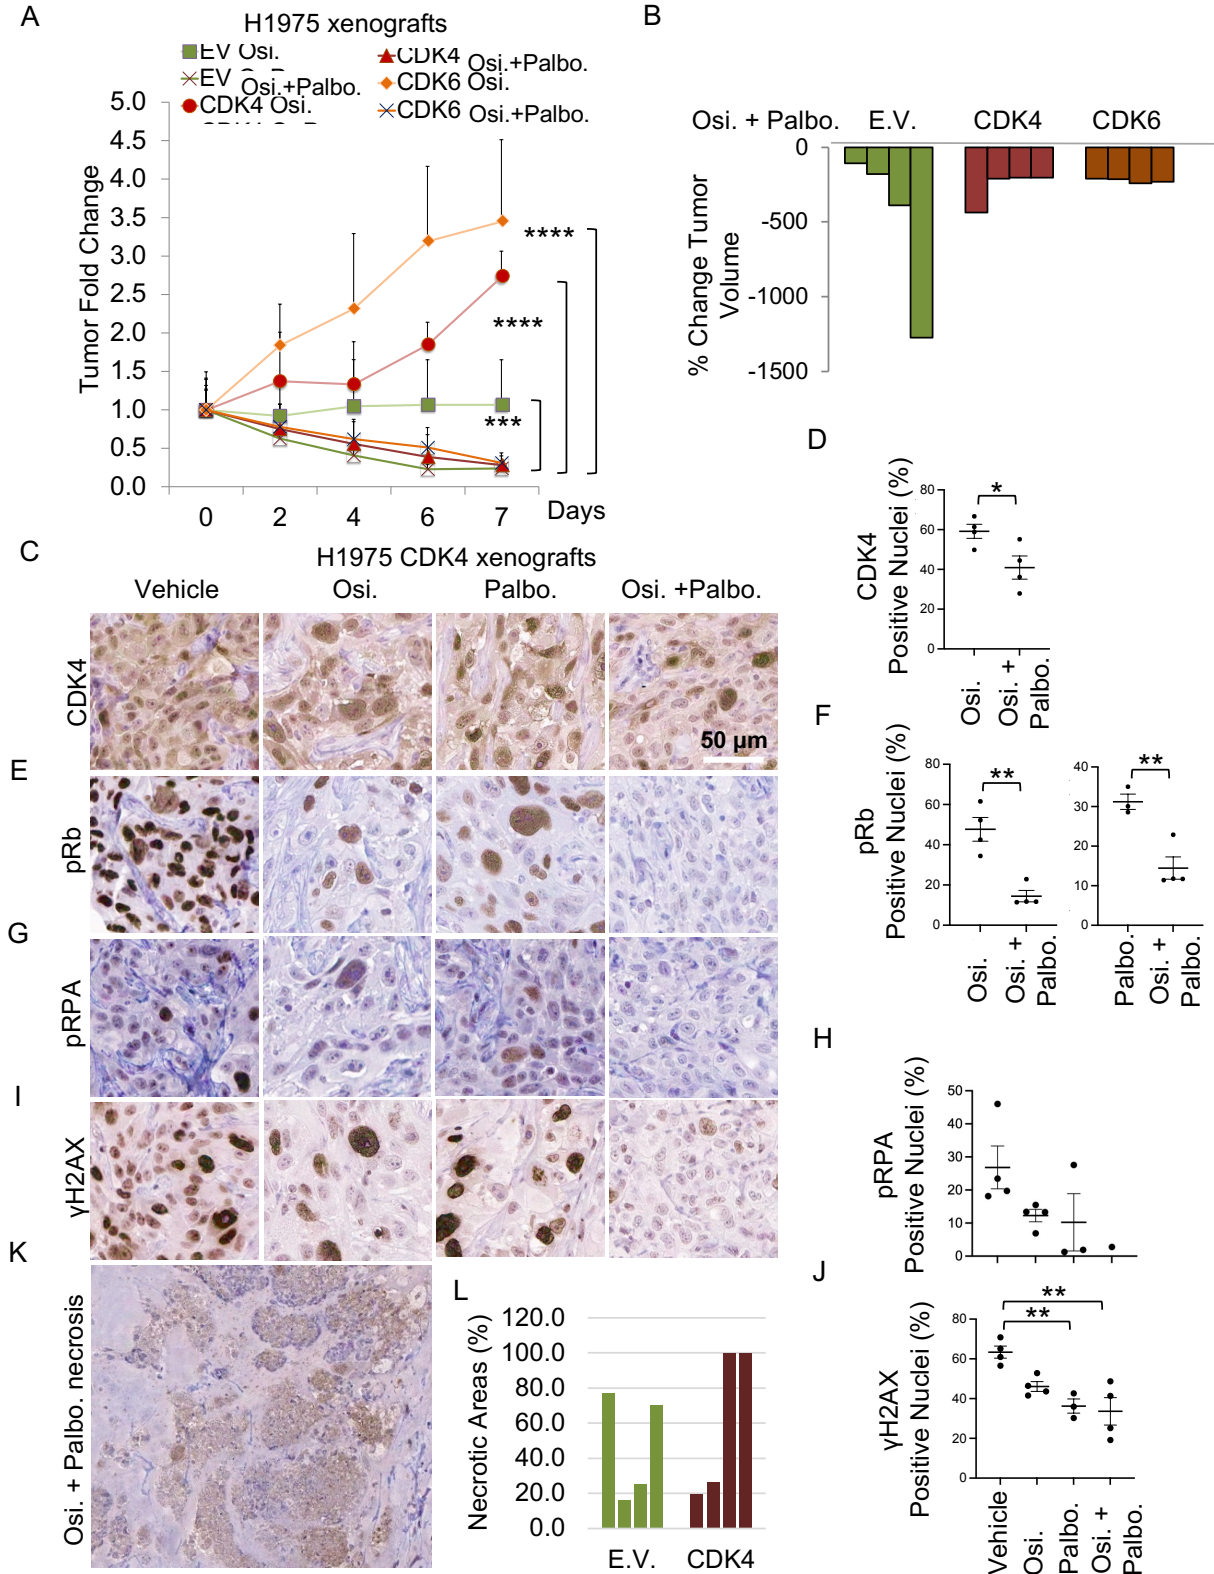 A
H1975 xenografts
EV Osi.
EV
Osi.+Palbo.
CDK4 Osi.
CDK4 Osi.+Palbo.
CDK6 Osi.
CDK6 Osi.+Palbo.
Tumor Fold Change
5.0
4.5
4.0
3.5
3.0
2.5
2.0
1.5
1.0
0.5
0.0
0 2 4 6 7
Days
****
****
***
B
Osi. + Palbo. E.V. CDK4 CDK6
% Change Tumor
Volume
0
-500
-1000
-1500
C
H1975 CDK4 xenografts
Vehicle Osi. Palbo. Osi. +Palbo.
CDK4
50 µm
D
CDK4
Positive Nuclei (%)
80
60
40
20
0
*
Osi.
Osi. +
Palbo.
E
pRb
F
pRb
Positive Nuclei (%)
80
60
40
20
0
**
Osi.
Osi. +
Palbo.
40
30
20
10
0
**
Palbo.
Osi. +
Palbo.
G
pRPA
H
pRPA
Positive Nuclei (%)
50
40
30
20
10
0
I
γH2AX
J
γH2AX
Positive Nuclei (%)
80
60
40
20
0
**
**
Vehicle
Osi.
Palbo.
Osi. +
Palbo.
K
Osi. + Palbo. necrosis
L
Necrotic Areas (%)
120.0
100.0
80.0
60.0
40.0
20.0
0.0
E.V. CDK4